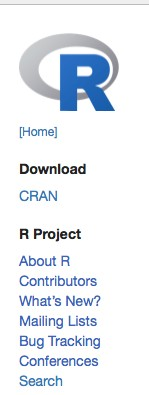 R
[Home]
Download
CRAN
R Project
About R
Contributors
What's New?
Mailing Lists
Bug Tracking
Conferences
Search